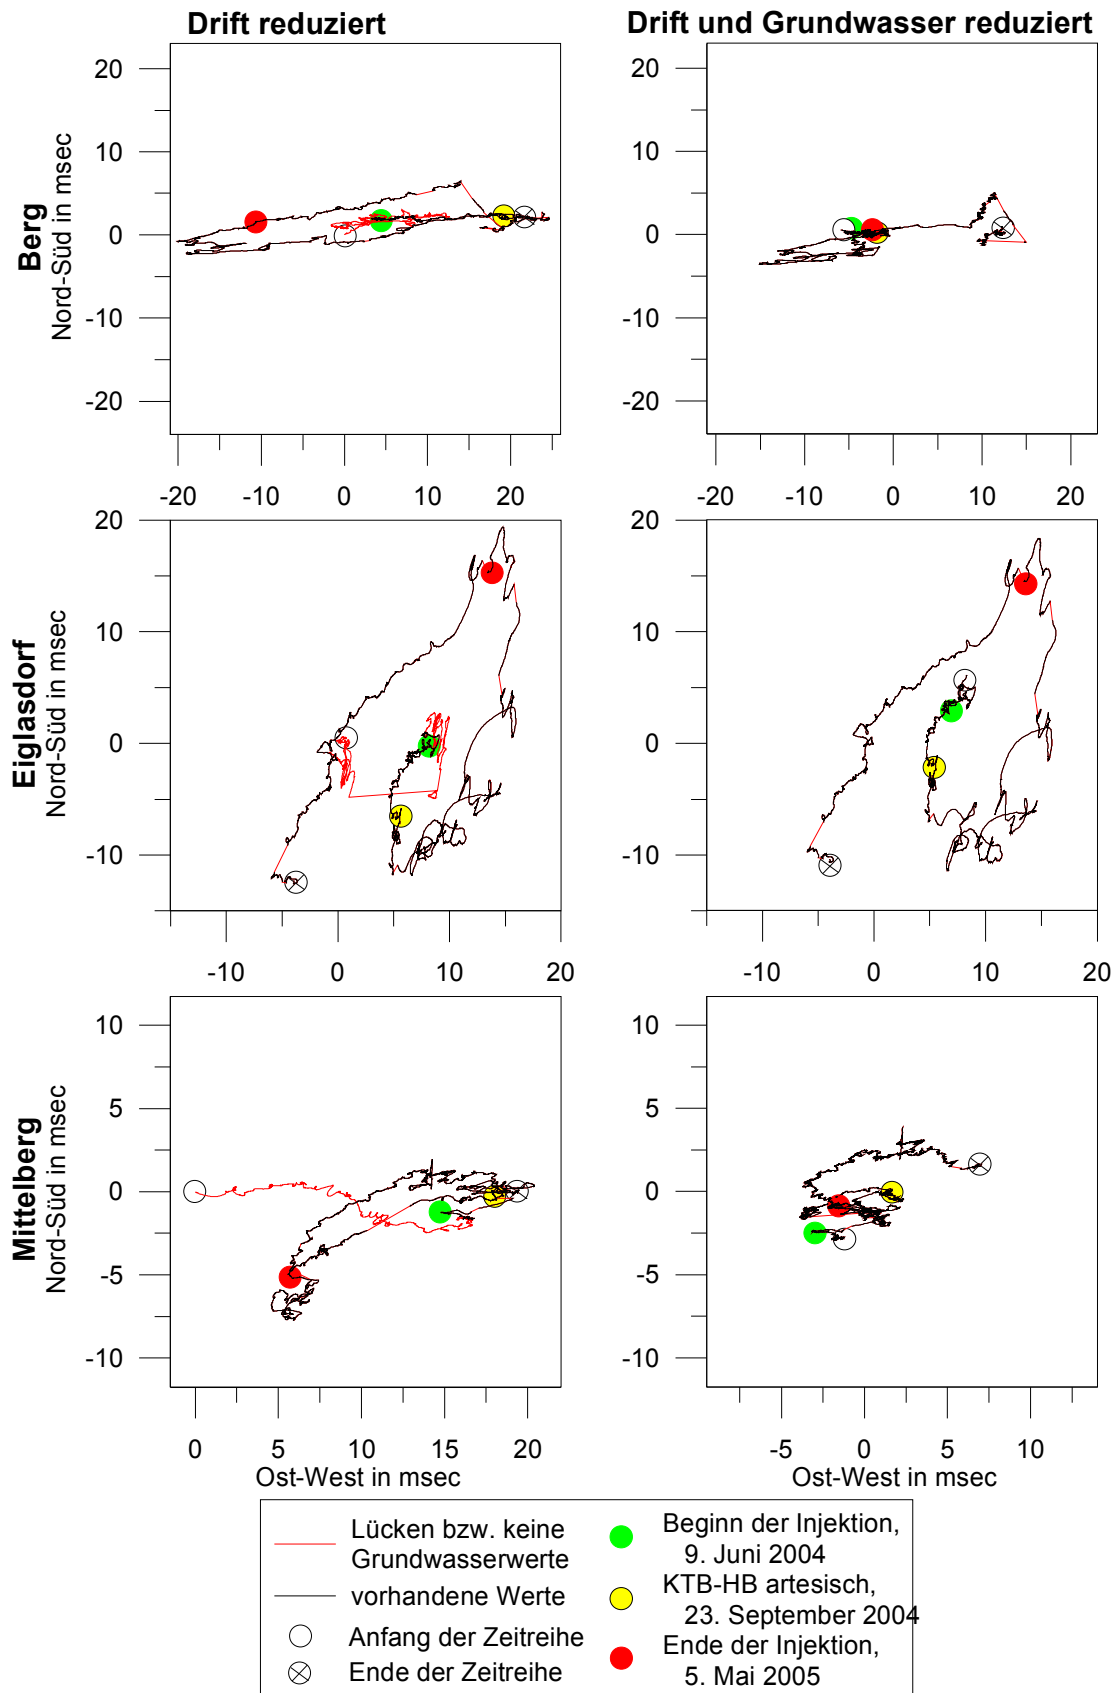 Drift reduziert
Drift und Grundwasser reduziert
Berg
Nord-Süd in msec
20
10
0
-10
-20
-20 -10 0 10 20
20
10
0
-10
-20
-20 -10 0 10 20
Eiglasdorf
Nord-Süd in msec
20
10
0
-10
-10 0 10 20
20
10
0
-10
-10 0 10 20
Mittelberg
Nord-Süd in msec
10
5
0
-5
-10
0 5 10 15 20
Ost-West in msec
10
5
0
-5
-10
-5 0 5 10
Ost-West in msec
Lücken bzw. keine
Grundwasserwerte
vorhandene Werte
Anfang der Zeitreihe
Ende der Zeitreihe
Beginn der Injektion,
9. Juni 2004
KTB-HB artesisch,
23. September 2004
Ende der Injektion,
5. Mai 2005